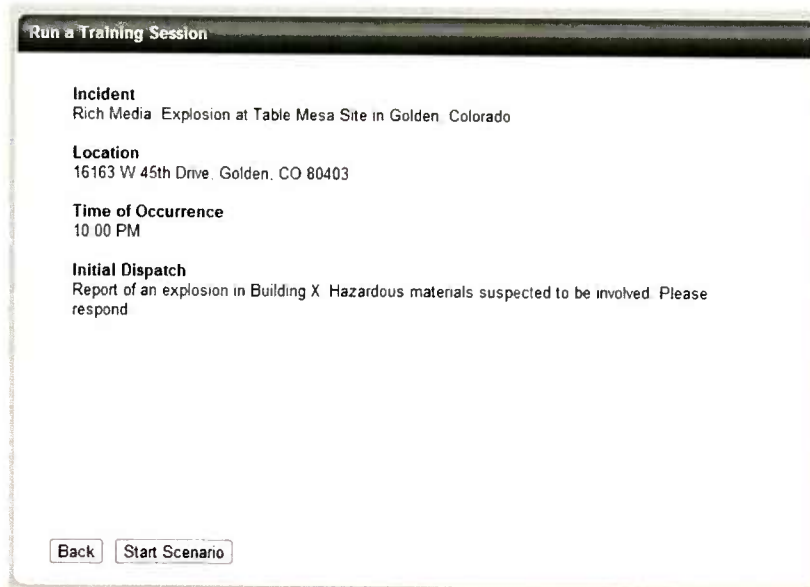 Run a Training Session
Incident
Rich Media Explosion at Table Mesa Site in Golden Colorado
Location
16163 W 45th Drive, Golden, CO 80403
Time of Occurrence
10 00 PM
Initial Dispatch
Report of an explosion in Building X Hazardous materials suspected to be involved Please
respond
Back Start Scenario